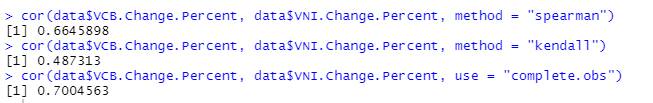 > cor(data$VCB.Change.Percent, data$VNI.Change.Percent, method = "spearman")
[1] 0.6645898
> cor(data$VCB.Change.Percent, data$VNI.Change.Percent, method = "kendall")
[1] 0.487313
> cor(data$VCB.Change.Percent, data$VNI.Change.Percent, use = "complete.obs")
[1] 0.7004563